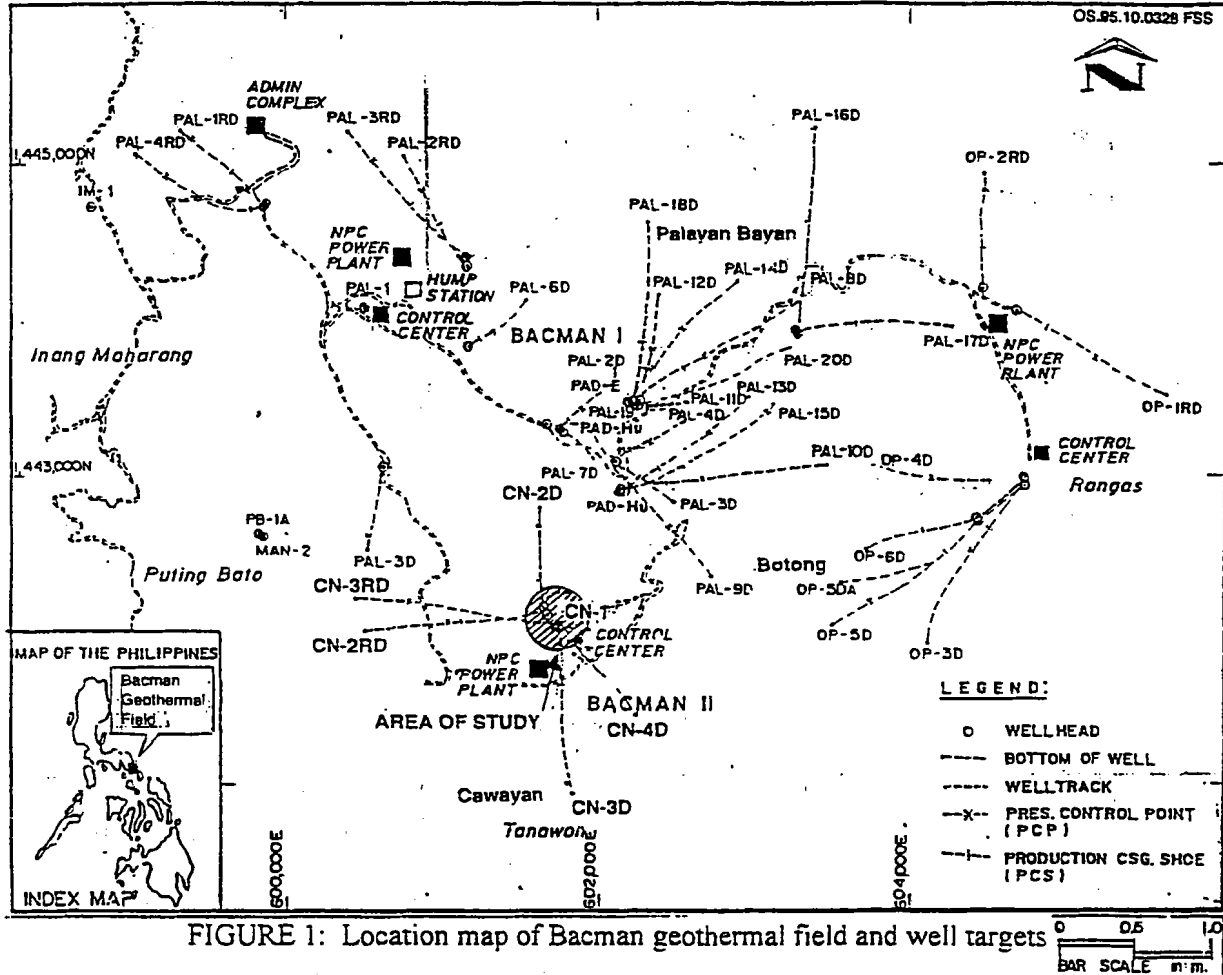 OS.95.10.0328 FSS
ADMIN
COMPLEX
PAL-1RD
PAL-3RD
PAL-4RD
PAL-2RD
PAL-16D
OP-2RD
1,445,000N
IM-1
PAL-18D
Palayan Bayan
NPC
POWER
PLANT
PAL-1
HUMP
STATION
CONTROL
CENTER
PAL-6D
PAL-12D
PAL-14D
PAL-8D
Inang Maharang
BACMAN I
PAL-2D
PAD-E
PAL-19
PAD-HU
PAL-11D
PAL-4D
PAL-13D
PAL-20D
PAL-15D
PAL-17D
NPC
POWER
PLANT
OP-1RD
1,443,000N
PAL-7D
CN-2D
PAD-HU
PAL-3D
PAL-10D
OP-4D
CONTROL
CENTER
Rangas
PB-1A
MAN-2
Puting Bato
PAL-3D
CN-3RD
CN-2RD
CN-1
CONTROL
CENTER
PAL-9D
Botong
OP-6D
OP-5DA
OP-5D
OP-3D
NPC
POWER
PLANT
AREA OF STUDY
BACMAN II
CN-4D
Cawayan
CN-3D
Tanawon
MAP OF THE PHILIPPINES
Bacman
Geothermal
Field
INDEX MAP
600,000E
602,000E
604,000E
LEGEND:
WELLHEAD
BOTTOM OF WELL
WELLTRACK
PRES. CONTROL POINT
(PCP)
PRODUCTION CSG. SHOE
(PCS)
FIGURE 1: Location map of Bacman geothermal field and well targets
0 0.5 1.0
BAR SCALE